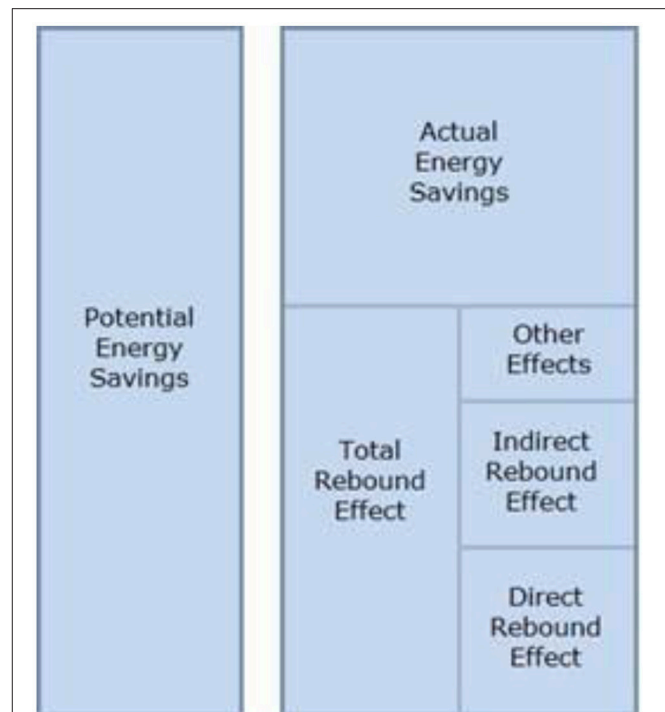 Potential
Energy
Savings
Actual
Energy
Savings
Total
Rebound
Effect
Other
Effects
Indirect
Rebound
Effect
Direct
Rebound
Effect